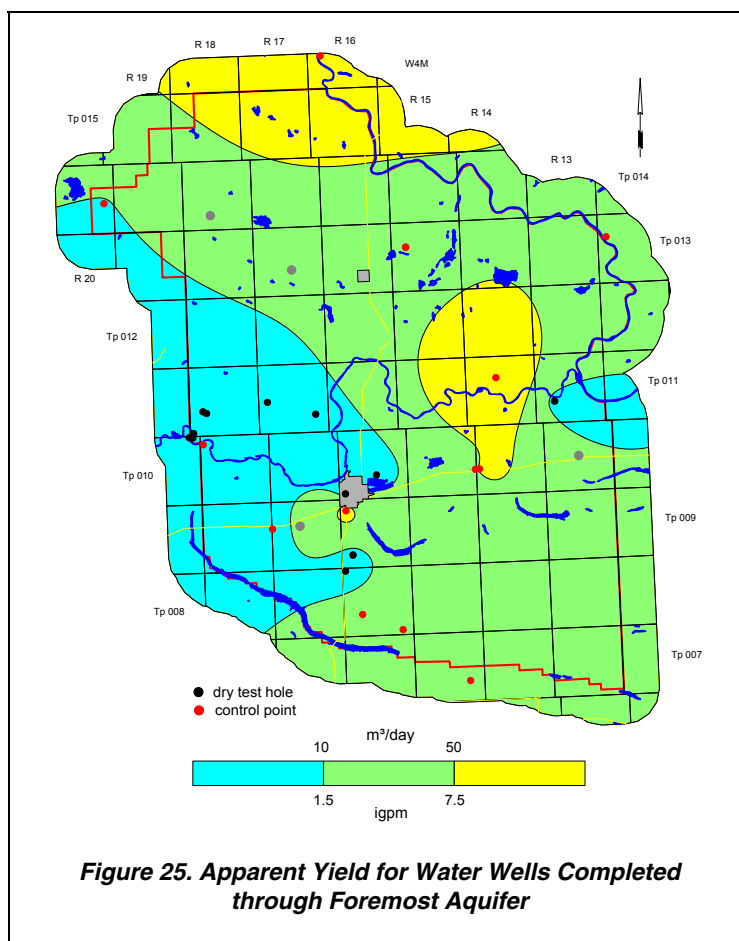 R 18
R 17
R 16
W4M
R 19
R 15
Tp 015
R 14
R 13
Tp 014
Tp 013
R 20
Tp 012
Tp 011
Tp 010
Tp 009
Tp 008
Tp 007
dry test hole
control point
m³/day
10
50
1.5
7.5
igpm
Figure 25. Apparent Yield for Water Wells Completed
through Foremost Aquifer